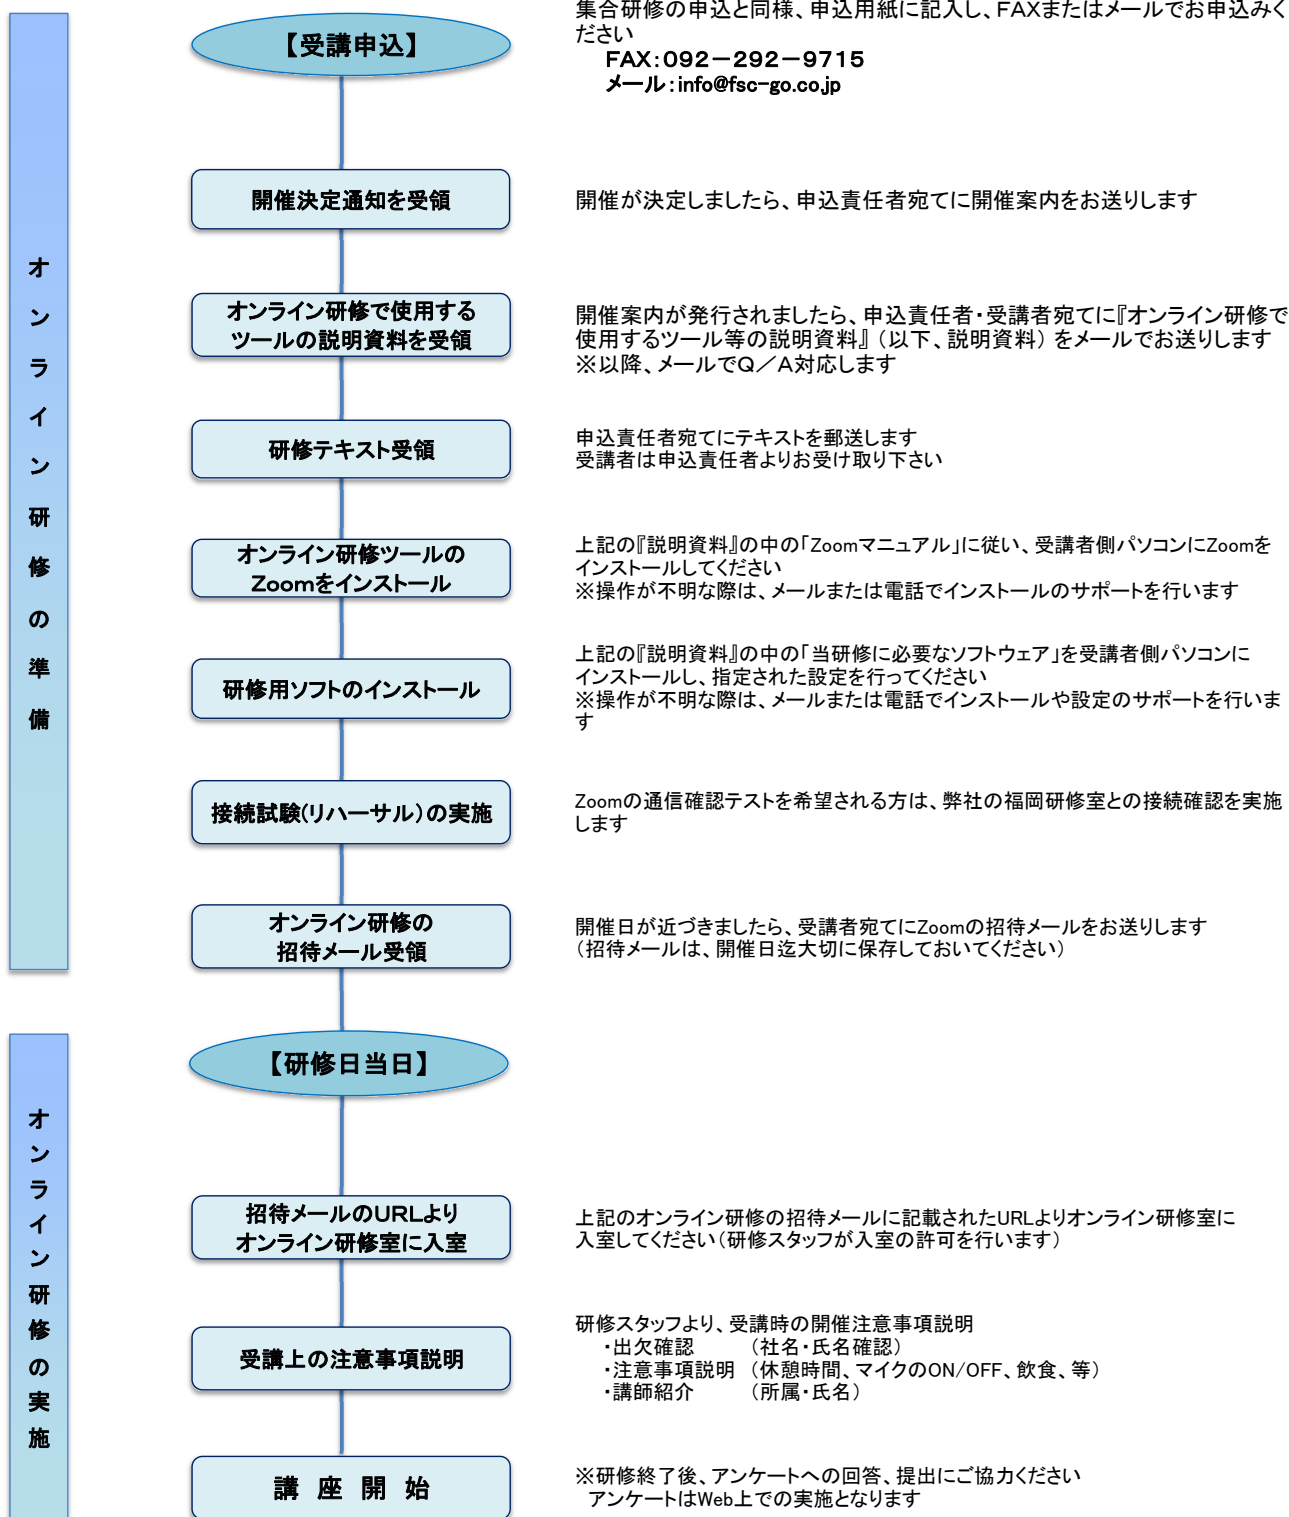 オンライン研修の準備
【受講申込】
集合研修の申込と同様、申込用紙に記入し、FAXまたはメールでお申込みく
ださい
FAX：０９２－２９２－９７１５
メール：info@fsc-go.co.jp
開催決定通知を受領
開催が決定しましたら、申込責任者宛てに開催案内をお送りします
オンライン研修で使用する
ツールの説明資料を受領
開催案内が発行されましたら、申込責任者・受講者宛てに『オンライン研修で
使用するツール等の説明資料』（以下、説明資料）をメールでお送りします
※以降、メールでＱ／Ａ対応します
研修テキスト受領
申込責任者宛てにテキストを郵送します
受講者は申込責任者よりお受け取り下さい
オンライン研修ツールの
Ｚｏｏｍをインストール
上記の『説明資料』の中の「Zoomマニュアル」に従い、受講者側パソコンにZoomを
インストールしてください
※操作が不明な際は、メールまたは電話でインストールのサポートを行います
研修用ソフトのインストール
上記の『説明資料』の中の「当研修に必要なソフトウェア」を受講者側パソコンに
インストールし、指定された設定を行ってください
※操作が不明な際は、メールまたは電話でインストールや設定のサポートを行いま
す
接続試験(リハーサル）の実施
Zoomの通信確認テストを希望される方は、弊社の福岡研修室との接続確認を実施
します
オンライン研修の
招待メール受領
開催日が近づきましたら、受講者宛てにZoomの招待メールをお送りします
（招待メールは、開催日迄大切に保存しておいてください）
オンライン研修の実施
【研修日当日】
招待メールのＵＲＬより
オンライン研修室に入室
上記のオンライン研修の招待メールに記載されたURLよりオンライン研修室に
入室してください（研修スタッフが入室の許可を行います）
受講上の注意事項説明
研修スタッフより、受講時の開催注意事項説明
・出欠確認　　　（社名・氏名確認）
・注意事項説明　（休憩時間、マイクのON/OFF、飲食、等）
・講師紹介　　　（所属・氏名）
講　座　開　始
※研修終了後、アンケートへの回答、提出にご協力ください
アンケートはWeb上での実施となります